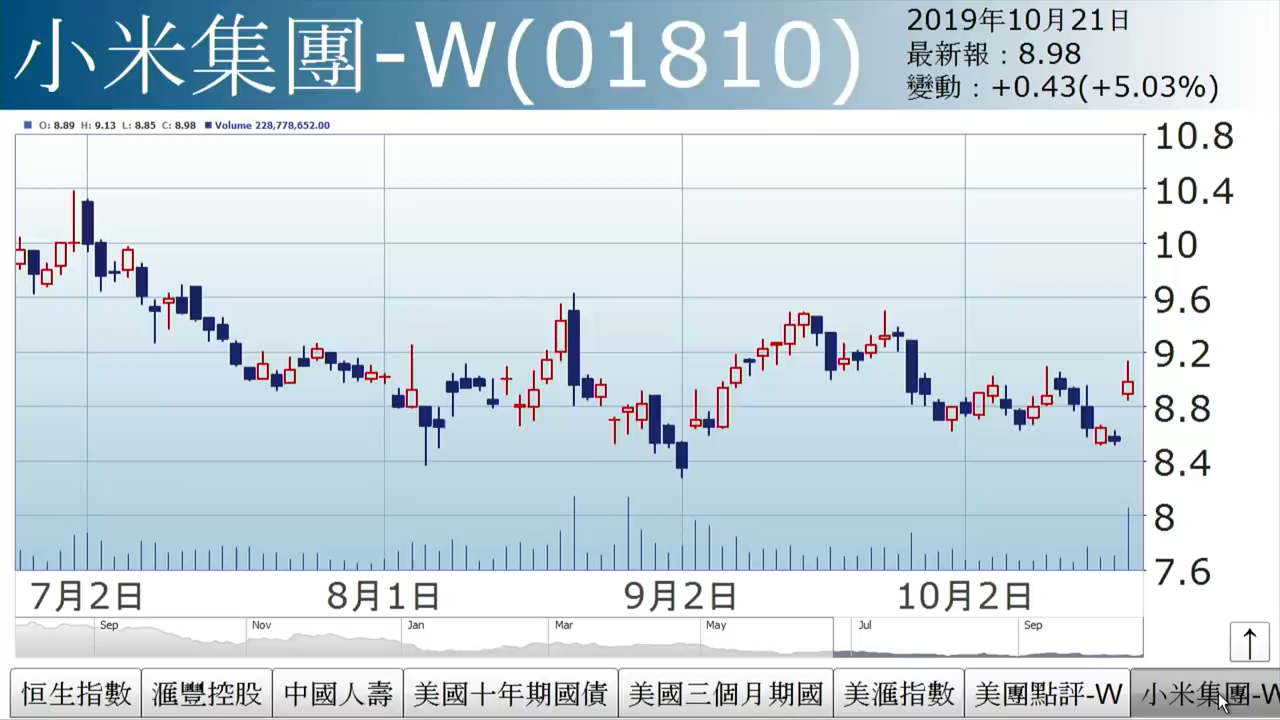 小米集團-W(01810)
2019年10月21日
最新報：8.98
變動：+0.43(+5.03%)
O: 8.89 H: 9.13 L: 8.85 C: 8.98 Volume 228,778,652.00
10.8
10.4
10
9.6
9.2
8.8
8.4
8
7.6
7月2日 8月1日 9月2日 10月2日
Sep Nov Jan Mar May Jul Sep
↑
恒生指數 滙豐控股 中國人壽 美國十年期國債 美國三個月期國 美滙指數 美團點評-W 小米集團-W